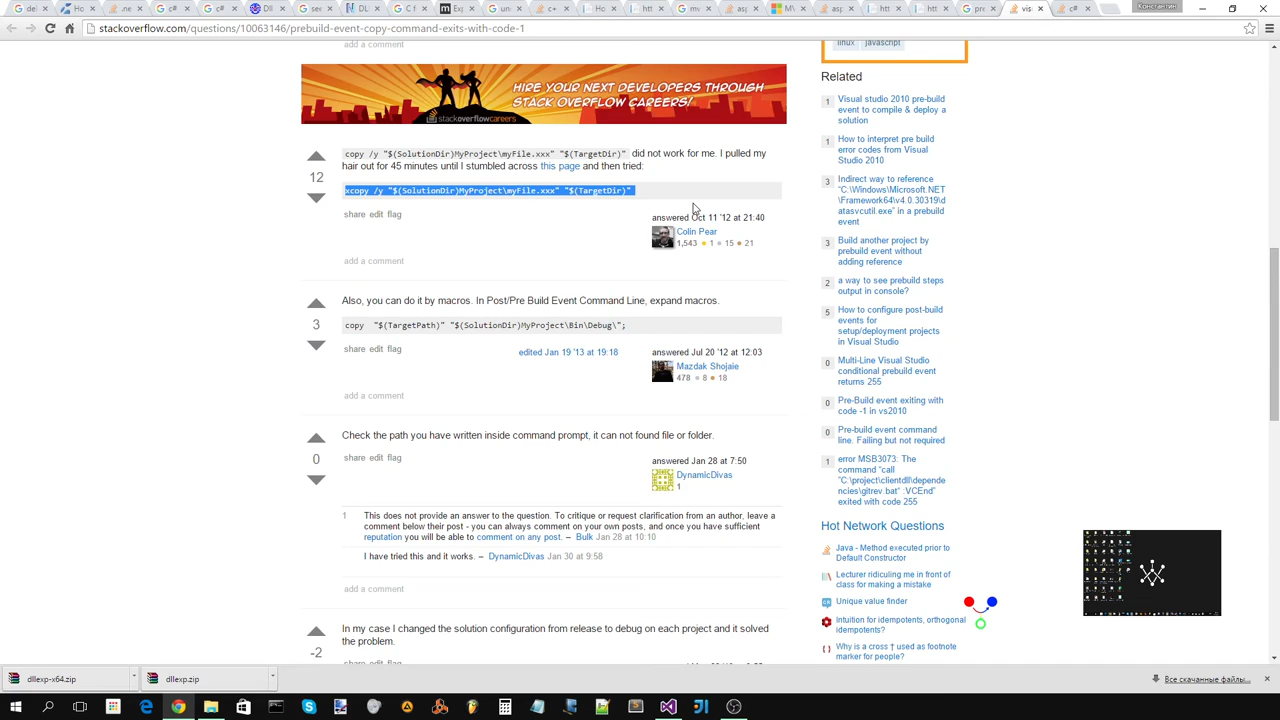 Константин
stackoverflow.com/questions/10063146/prebuild-event-copy-command-exits-with-code-1
add a comment
HIRE YOUR NEXT DEVELOPERS THROUGH
STACK OVERFLOW CAREERS!
stackoverflowcareers
12
copy /y "$(SolutionDir)MyProject\myFile.xxx" "$(TargetDir)" did not work for me. I pulled my
hair out for 45 minutes until I stumbled across this page and then tried:
xcopy /y "$(SolutionDir)MyProject\myFile.xxx" "$(TargetDir)"
share edit flag
answered Oct 11 '12 at 21:40
Colin Pear
1,543 1 15 21
add a comment
3
Also, you can do it by macros. In Post/Pre Build Event Command Line, expand macros.
copy "$(TargetPath)" "$(SolutionDir)MyProject\Bin\Debug\";
share edit flag
edited Jan 19 '13 at 19:18
answered Jul 20 '12 at 12:03
Mazdak Shojaie
478 8 18
add a comment
0
Check the path you have written inside command prompt, it can not found file or folder.
share edit flag
answered Jan 28 at 7:50
DynamicDivas
1
1 This does not provide an answer to the question. To critique or request clarification from an author, leave a
comment below their post - you can always comment on your own posts, and once you have sufficient
reputation you will be able to comment on any post. – Bulk Jan 28 at 10:10
I have tried this and it works. – DynamicDivas Jan 30 at 9:58
add a comment
-2
In my case I changed the solution configuration from release to debug on each project and it solved
the problem.
linux javascript
Related
1 Visual studio 2010 pre-build
event to compile & deploy a
solution
1 How to interpret pre build
error codes from Visual
Studio 2010
3 Indirect way to reference
"C:\Windows\Microsoft.NET
\Framework64\v4.0.30319\d
atasvcutil.exe" in a prebuild
event
3 Build another project by
prebuild event without
adding reference
2 a way to see prebuild steps
output in console?
5 How to configure post-build
events for
setup/deployment projects
in Visual Studio
0 Multi-Line Visual Studio
conditional prebuild event
returns 255
0 Pre-Build event exiting with
code -1 in vs2010
0 Pre-build event command
line. Failing but not required
1 error MSB3073: The
command "call
"C:\project\clientdll\depende
ncies\gitrev.bat" :VCEnd"
exited with code 255
Hot Network Questions
Java - Method executed prior to
Default Constructor
Lecturer ridiculing me in front of
class for making a mistake
Unique value finder
Intuition for idempotents, orthogonal
idempotents?
Why is a cross † used as footnote
marker for people?
dllexp-x64.zip
dllexp.zip
Все скачанные файлы...